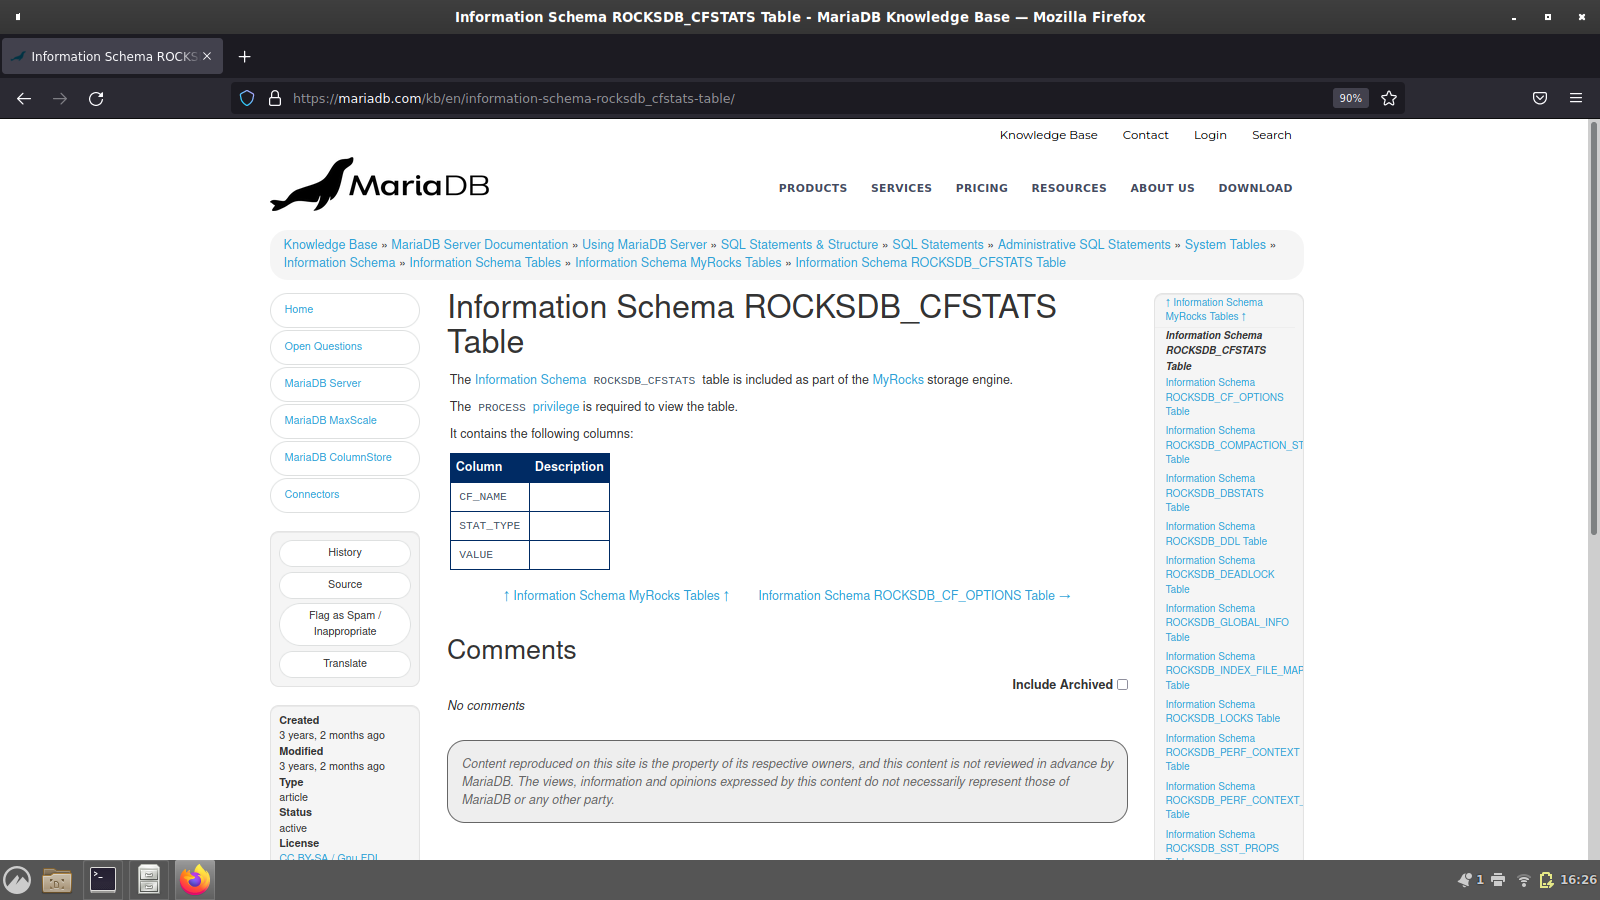 Information Schema ROCKSDB_CFSTATS Table - MariaDB Knowledge Base — Mozilla Firefox
Information Schema ROCKS
https://mariadb.com/kb/en/information-schema-rocksdb_cfstats-table/
90%
Knowledge Base Contact Login Search
MariaDB
PRODUCTS SERVICES PRICING RESOURCES ABOUT US DOWNLOAD
Knowledge Base » MariaDB Server Documentation » Using MariaDB Server » SQL Statements & Structure » SQL Statements » Administrative SQL Statements » System Tables »
Information Schema » Information Schema Tables » Information Schema MyRocks Tables » Information Schema ROCKSDB_CFSTATS Table
Home
Open Questions
MariaDB Server
MariaDB MaxScale
MariaDB ColumnStore
Connectors
History
Source
Flag as Spam /
Inappropriate
Translate
Created
3 years, 2 months ago
Modified
3 years, 2 months ago
Type
article
Status
active
License
CC BY-SA / Gnu FDL
Information Schema ROCKSDB_CFSTATS
Table
The Information Schema ROCKSDB_CFSTATS table is included as part of the MyRocks storage engine.
The PROCESS privilege is required to view the table.
It contains the following columns:
Column Description
CF_NAME
STAT_TYPE
VALUE
↑ Information Schema MyRocks Tables ↑ Information Schema ROCKSDB_CF_OPTIONS Table →
Comments
Include Archived
No comments
Content reproduced on this site is the property of its respective owners, and this content is not reviewed in advance by
MariaDB. The views, information and opinions expressed by this content do not necessarily represent those of
MariaDB or any other party.
↑ Information Schema
MyRocks Tables ↑
Information Schema
ROCKSDB_CFSTATS
Table
Information Schema
ROCKSDB_CF_OPTIONS
Table
Information Schema
ROCKSDB_COMPACTION_ST
Table
Information Schema
ROCKSDB_DBSTATS
Table
Information Schema
ROCKSDB_DDL Table
Information Schema
ROCKSDB_DEADLOCK
Table
Information Schema
ROCKSDB_GLOBAL_INFO
Table
Information Schema
ROCKSDB_INDEX_FILE_MAP
Table
Information Schema
ROCKSDB_LOCKS Table
Information Schema
ROCKSDB_PERF_CONTEXT
Table
Information Schema
ROCKSDB_PERF_CONTEXT_
Table
Information Schema
ROCKSDB_SST_PROPS
1
16:26